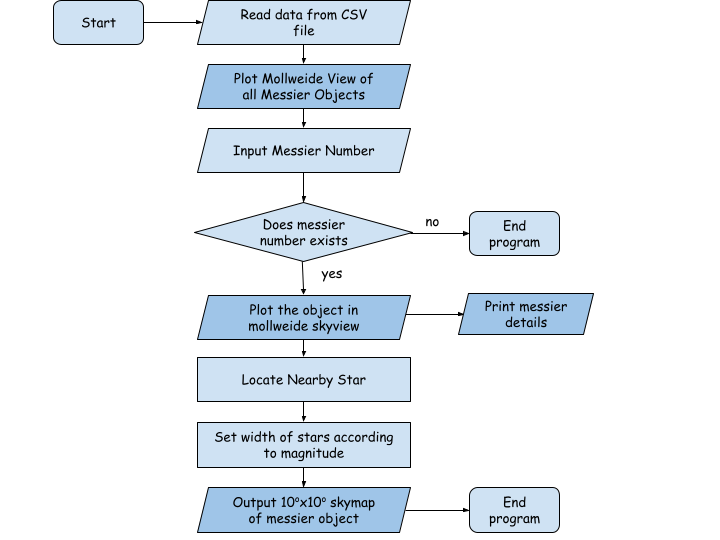 Start
Read data from CSV
file
Plot Mollweide View of
all Messier Objects
Input Messier Number
Does messier
number exists
no
End
program
yes
Plot the object in
mollweide skyview
Print messier
details
Locate Nearby Star
Set width of stars according
to magnitude
Output 10°x10° skymap
of messier object
End
program